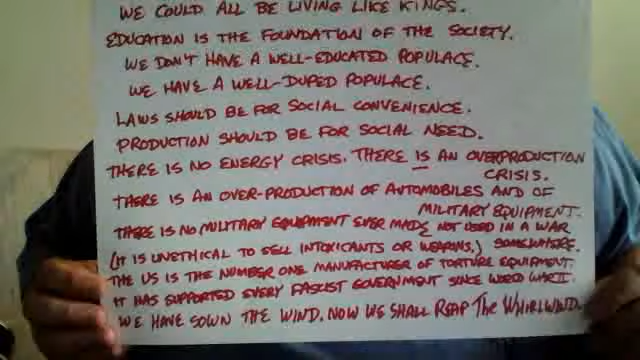 WE COULD ALL BE LIVING LIKE KINGS.
EDUCATION IS THE FOUNDATION OF THE SOCIETY.
WE DON'T HAVE A WELL-EDUCATED POPULACE.
WE HAVE A WELL-DUPED POPULACE.
LAWS SHOULD BE FOR SOCIAL CONVENIENCE.
PRODUCTION SHOULD BE FOR SOCIAL NEED.
THERE IS NO ENERGY CRISIS. THERE IS AN OVERPRODUCTION
CRISIS.
THERE IS AN OVER-PRODUCTION OF AUTOMOBILES AND OF
MILITARY EQUIPMENT.
THERE IS NO MILITARY EQUIPMENT EVER MADE NOT USED IN A WAR
(IT IS UNETHICAL TO SELL INTOXICANTS OR WEAPONS.) SOMEWHERE.
THE US IS THE NUMBER ONE MANUFACTURER OF TORTURE EQUIPMENT.
IT HAS SUPPORTED EVERY FASCIST GOVERNMENT SINCE WORLD WAR II.
WE HAVE SOWN THE WIND. NOW WE SHALL REAP THE WHIRLWIND.